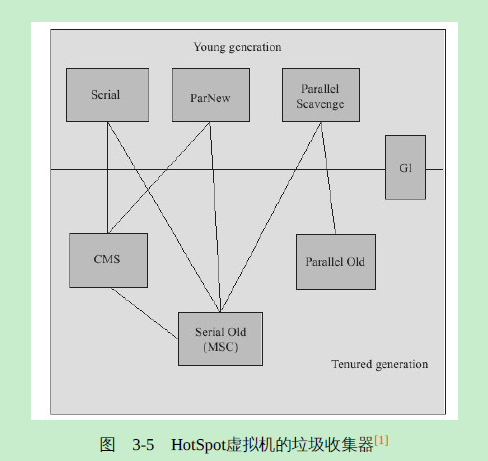 Young generation
Serial
ParNew
Parallel
Scavenge
G1
CMS
Parallel Old
Serial Old
(MSC)
Tenured generation
图 3-5 HotSpot虚拟机的垃圾收集器[1]